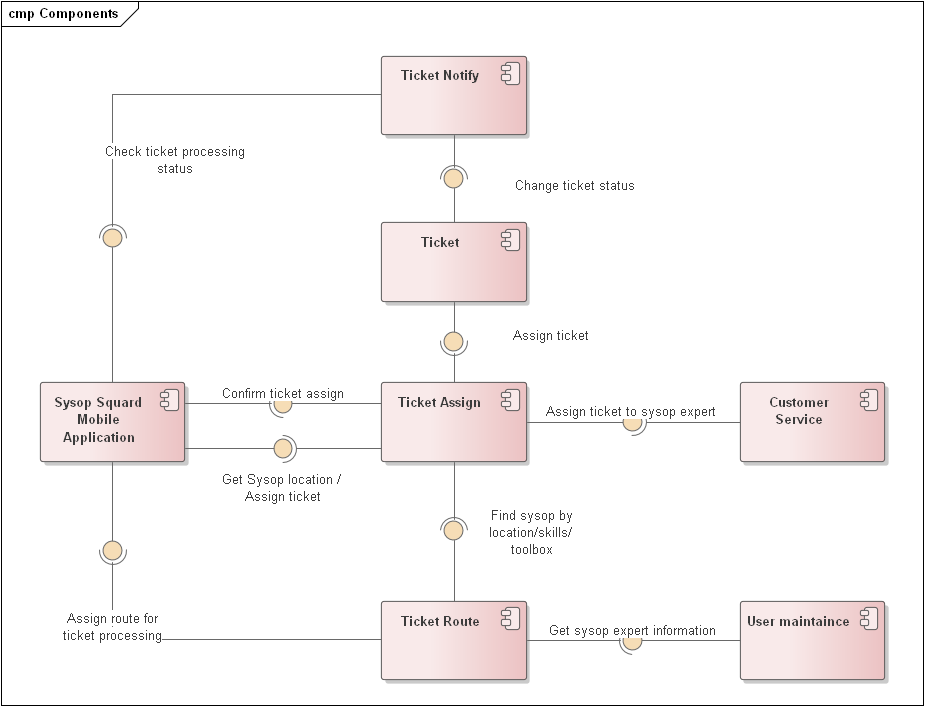 cmp Components
Ticket Notify
Check ticket processing
status
Change ticket status
Ticket
Assign ticket
Sysop Squard
Mobile
Application
Confirm ticket assign
Ticket Assign
Assign ticket to sysop expert
Customer
Service
Get Sysop location /
Assign ticket
Find sysop by
location/skills/
toolbox
Assign route for
ticket processing
Ticket Route
Get sysop expert information
User maintaince